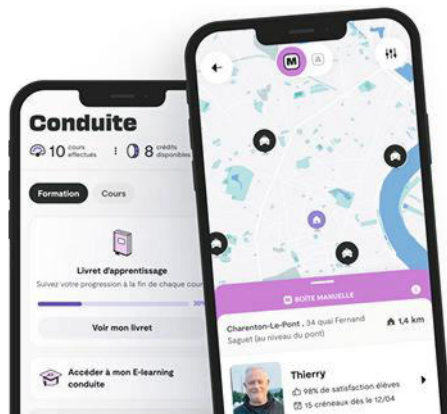 Conduite
10 cours effectués
8 crédits disponibles
Formation
Cours
Livret d'apprentissage
Suivez votre progression à la fin de chaque
30%
Voir mon livret
Accéder à mon E-learning
conduite
M
A
M BOÎTE MANUELLE
Charenton-Le-Pont , 34 quai Fernand
Saguet (au niveau du pont)
1,4 km
Thierry
98% de satisfaction élèves
15 créneaux dès le 12/04